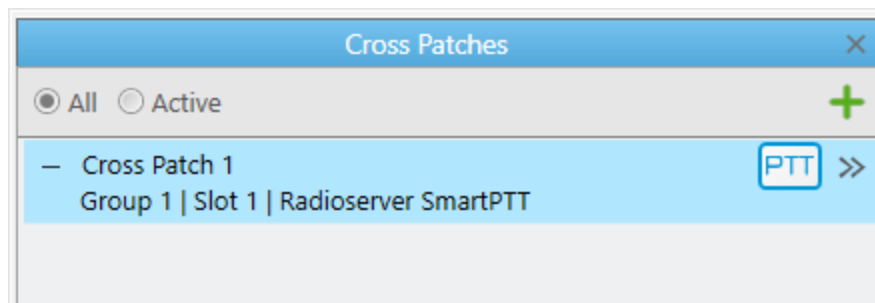 Cross Patches
All Active
Cross Patch 1 PTT
Group 1 | Slot 1 | Radioserver SmartPTT